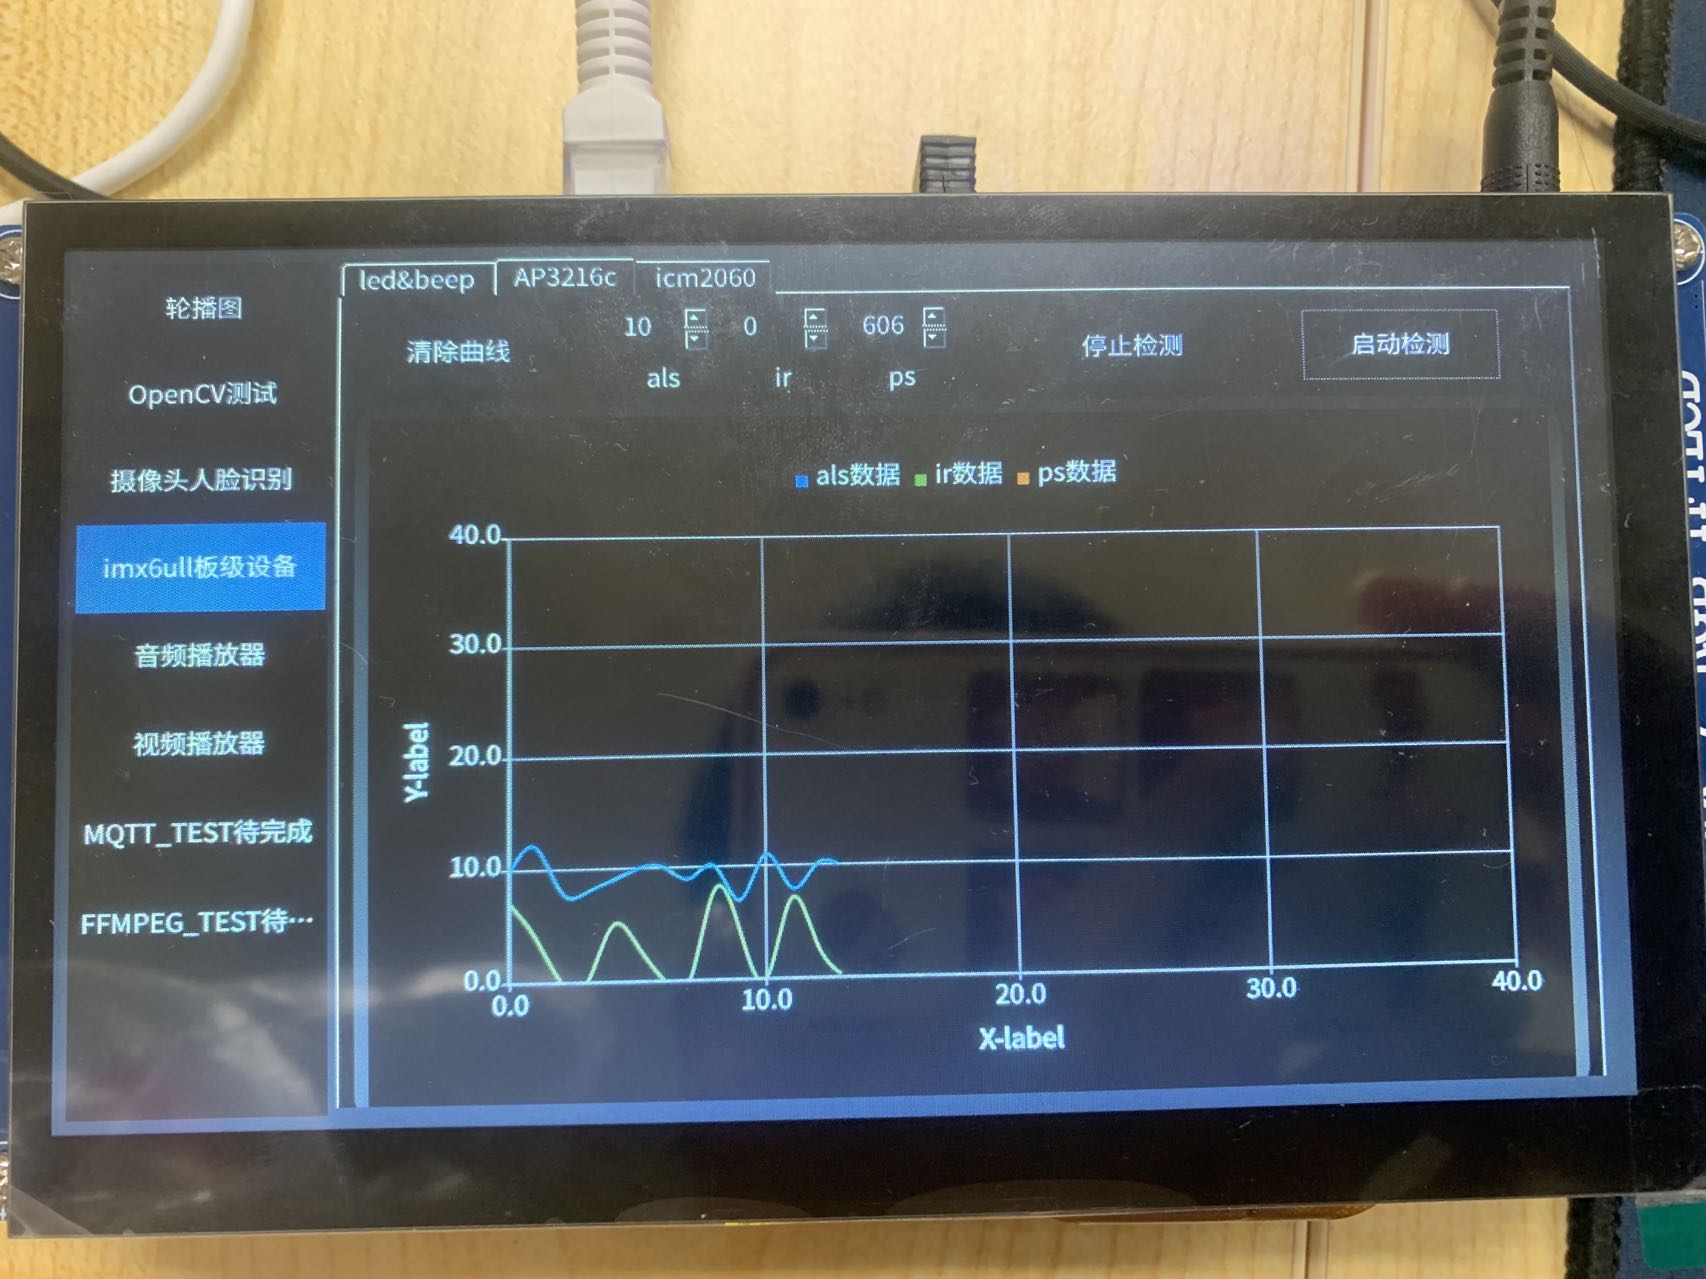 轮播图
OpenCV测试
摄像头人脸识别
imx6ull板级设备
音频播放器
视频播放器
MQTT_TEST待完成
FFMPEG_TEST待…
led&beep AP3216c icm2060
清除曲线 10 0 606 停止检测 启动检测
als ir ps
als数据 ir数据 ps数据
40.0
30.0
20.0
10.0
0.0
Y-label
0.0 10.0 20.0 30.0 40.0
X-label